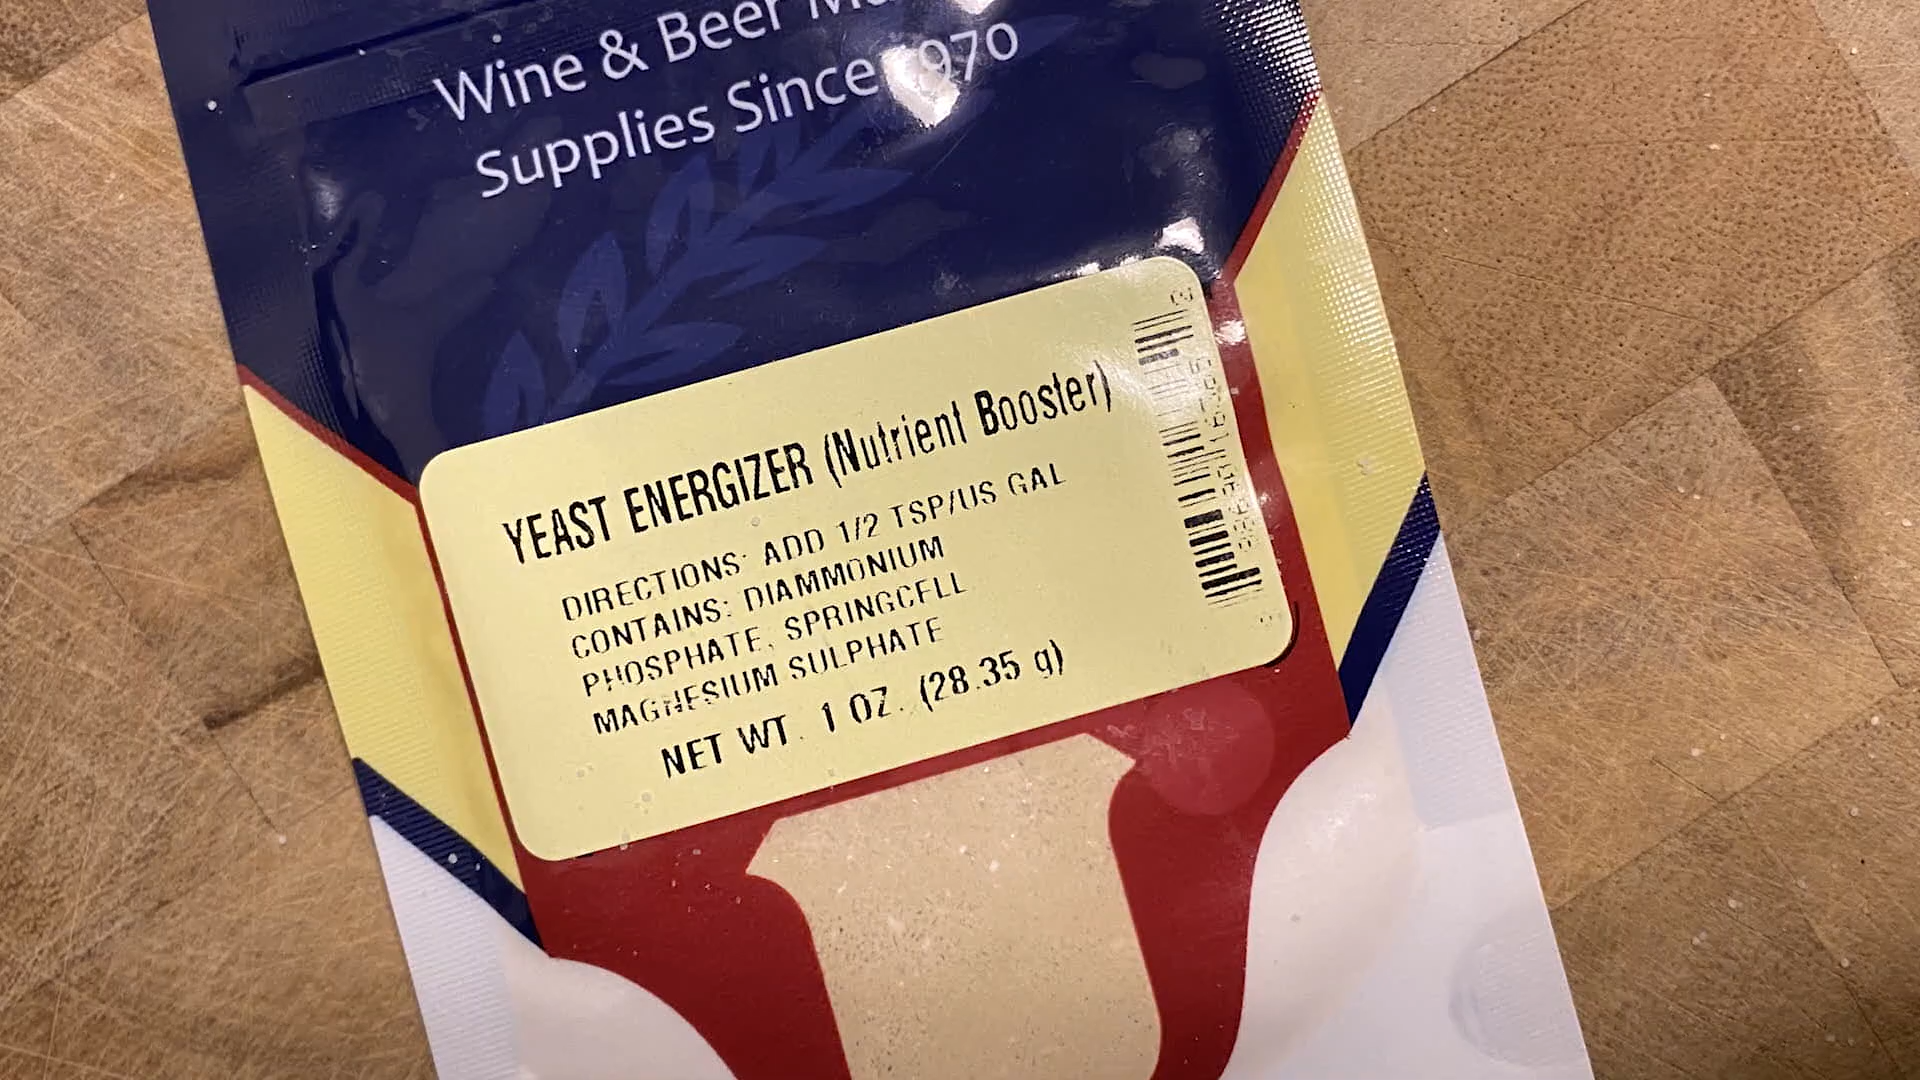 Wine & Beer
Supplies Since 1970
YEAST ENERGIZER (Nutrient Booster)
DIRECTIONS: ADD 1/2 TSP/US GAL
CONTAINS: DIAMMONIUM
PHOSPHATE, SPRINGCELL
MAGNESIUM SULPHATE
NET WT. 1 OZ. (28.35 g)